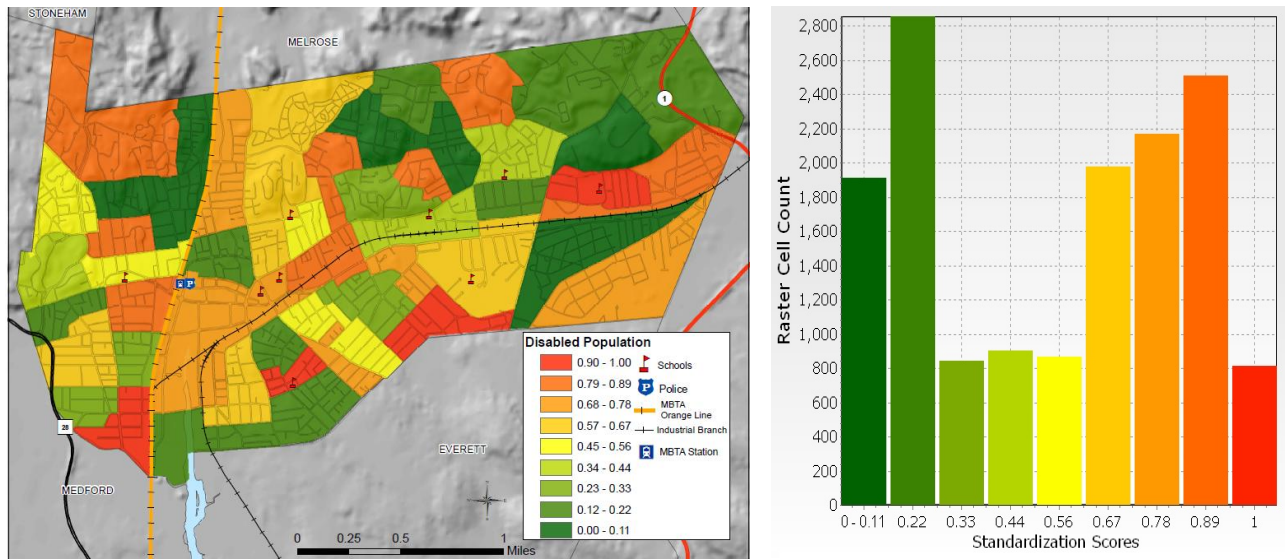 STONEHAM
MELROSE
1
28
MEDFORD
EVERETT
P
Disabled Population
0.90 - 1.00
0.79 - 0.89
0.68 - 0.78
0.57 - 0.67
0.45 - 0.56
0.34 - 0.44
0.23 - 0.33
0.12 - 0.22
0.00 - 0.11
Schools
P
Police
MBTA
Orange Line
Industrial Branch
MBTA Station
0 0.25 0.5 1
Miles
Raster Cell Count
2,800
2,600
2,400
2,200
2,000
1,800
1,600
1,400
1,200
1,000
800
600
400
200
0
0 - 0.11 0.22 0.33 0.44 0.56 0.67 0.78 0.89 1
Standardization Scores